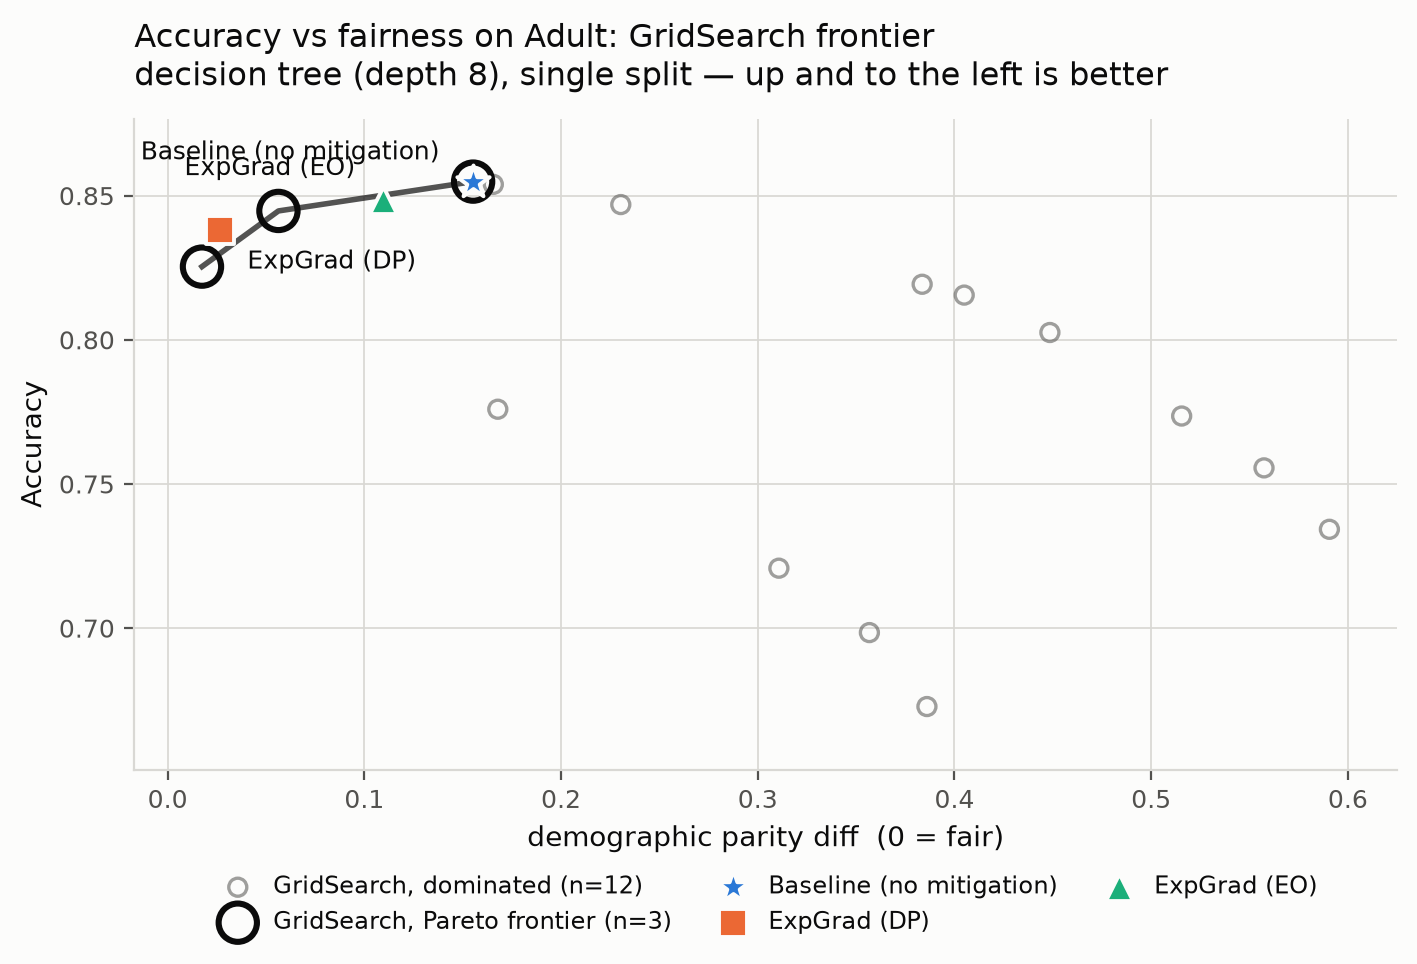 Accuracy vs fairness on Adult: GridSearch frontier
decision tree (depth 8), single split — up and to the left is better
Baseline (no mitigation)
ExpGrad (EO)
ExpGrad (DP)
0.85
0.80
0.75
0.70
Accuracy
0.0 0.1 0.2 0.3 0.4 0.5 0.6
demographic parity diff (0 = fair)
GridSearch, dominated (n=12)
GridSearch, Pareto frontier (n=3)
Baseline (no mitigation)
ExpGrad (DP)
ExpGrad (EO)